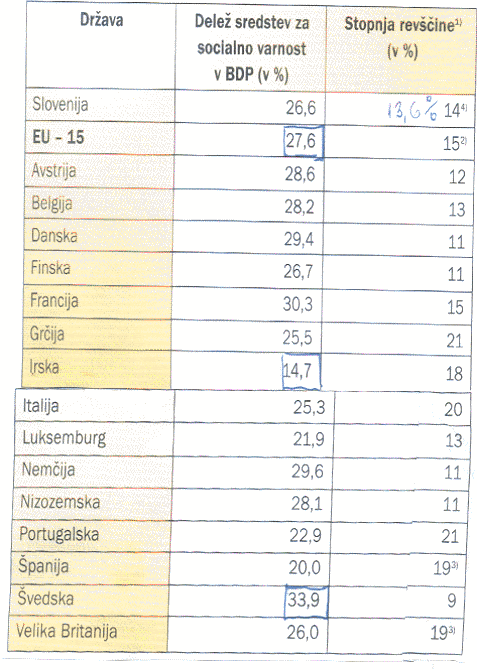 Država Delež sredstev za socialno varnost v BDP (v %) Stopnja revščine¹⁾ (v %)
Slovenija 26,6 13,6% 14⁴⁾
EU – 15 27,6 15²⁾
Avstrija 28,6 12
Belgija 28,2 13
Danska 29,4 11
Finska 26,7 11
Francija 30,3 15
Grčija 25,5 21
Irska 14,7 18
Italija 25,3 20
Luksemburg 21,9 13
Nemčija 29,6 11
Nizozemska 28,1 11
Portugalska 22,9 21
Španija 20,0 19³⁾
Švedska 33,9 9
Velika Britanija 26,0 19³⁾